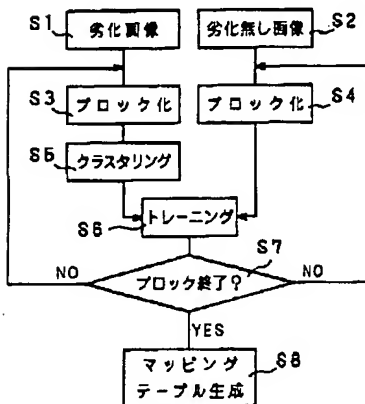 S1
劣化画像
劣化無し画像
S2
S3
ブロック化
ブロック化
S4
S5
クラスタリング
トレーニング
S6
S7
NO
ブロック終了?
NO
YES
マッピング
テーブル生成
S8